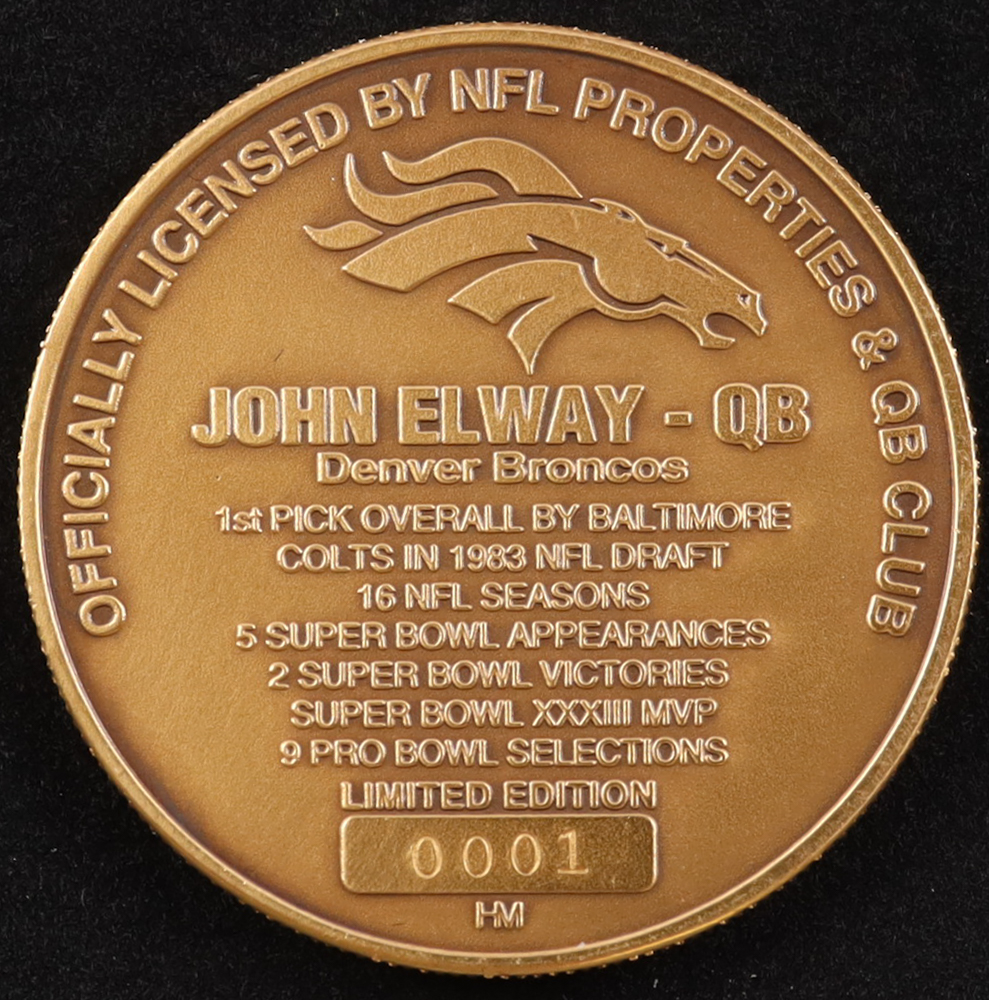 OFFICIALLY LICENSED BY NFL PROPERTIES & QB CLUB
JOHN ELWAY - QB
Denver Broncos
1st PICK OVERALL BY BALTIMORE
COLTS IN 1983 NFL DRAFT
16 NFL SEASONS
5 SUPER BOWL APPEARANCES
2 SUPER BOWL VICTORIES
SUPER BOWL XXXIII MVP
9 PRO BOWL SELECTIONS
LIMITED EDITION
0001
HM